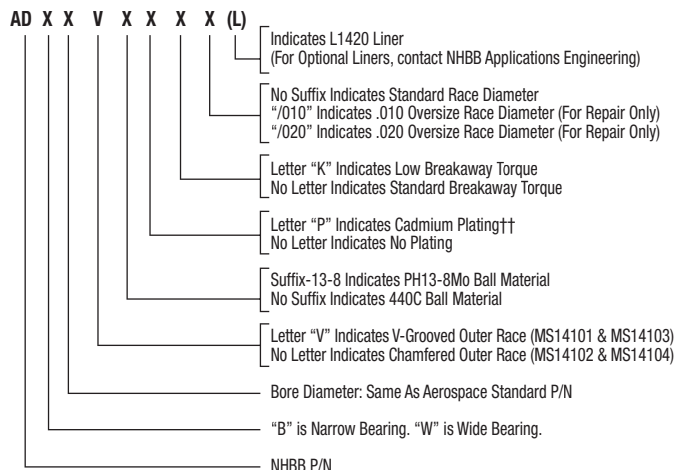 AD X X V X X X X (L)
Indicates L1420 Liner
(For Optional Liners, contact NHBB Applications Engineering)
No Suffix Indicates Standard Race Diameter
“/010” Indicates .010 Oversize Race Diameter (For Repair Only)
“/020” Indicates .020 Oversize Race Diameter (For Repair Only)
Letter “K” Indicates Low Breakaway Torque
No Letter Indicates Standard Breakaway Torque
Letter “P” Indicates Cadmium Plating††
No Letter Indicates No Plating
Suffix-13-8 Indicates PH13-8Mo Ball Material
No Suffix Indicates 440C Ball Material
Letter “V” Indicates V-Grooved Outer Race (MS14101 & MS14103)
No Letter Indicates Chamfered Outer Race (MS14102 & MS14104)
Bore Diameter: Same As Aerospace Standard P/N
“B” is Narrow Bearing. “W” is Wide Bearing.
NHBB P/N